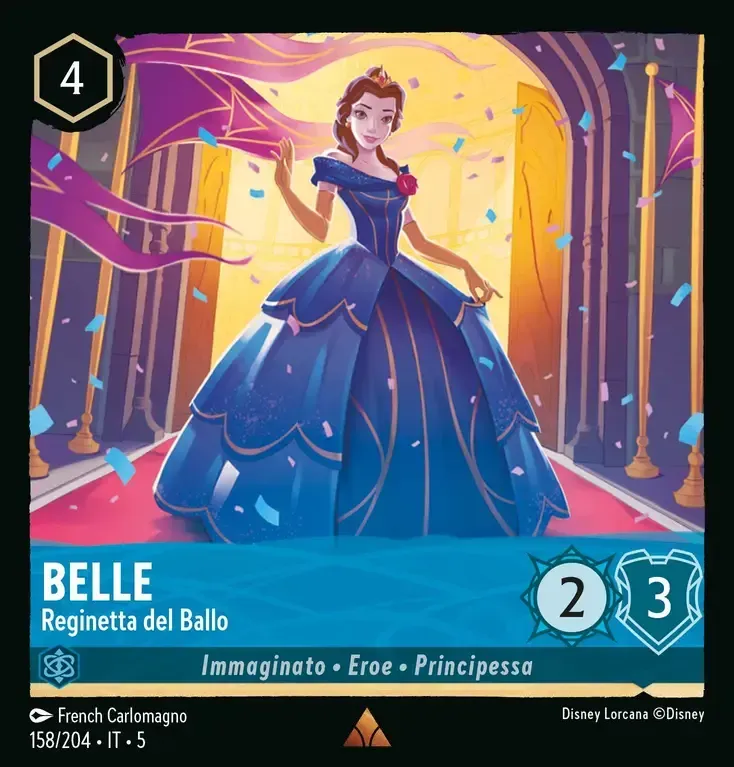 4
BELLE
Reginetta del Ballo
2
3
Immaginato • Eroe • Principessa
French Carlomagno
Disney Lorcana ©Disney
158/204 • IT • 5